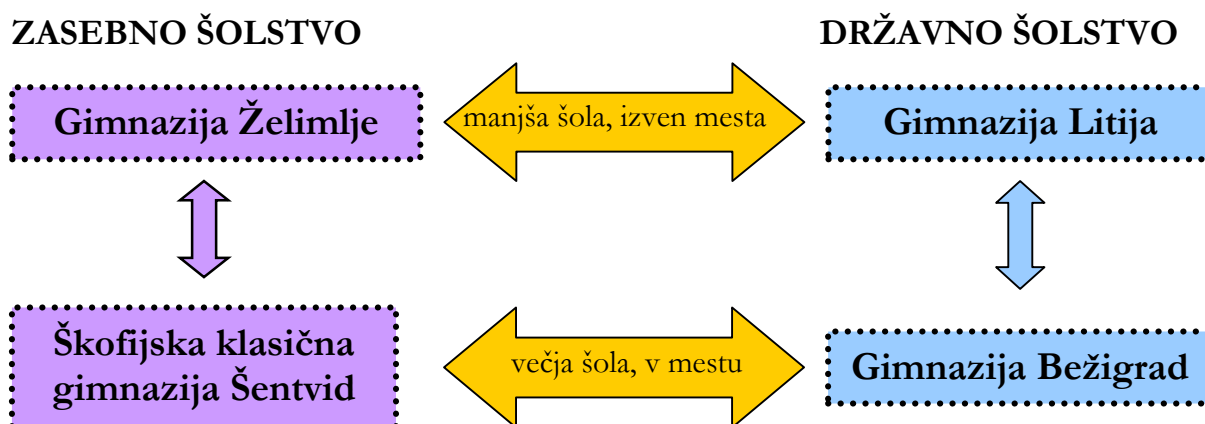 ZASEBNO ŠOLSTVO
DRŽAVNO ŠOLSTVO
Gimnazija Želimlje
manjša šola, izven mesta
Gimnazija Litija
Škofijska klasična
gimnazija Šentvid
večja šola, v mestu
Gimnazija Bežigrad